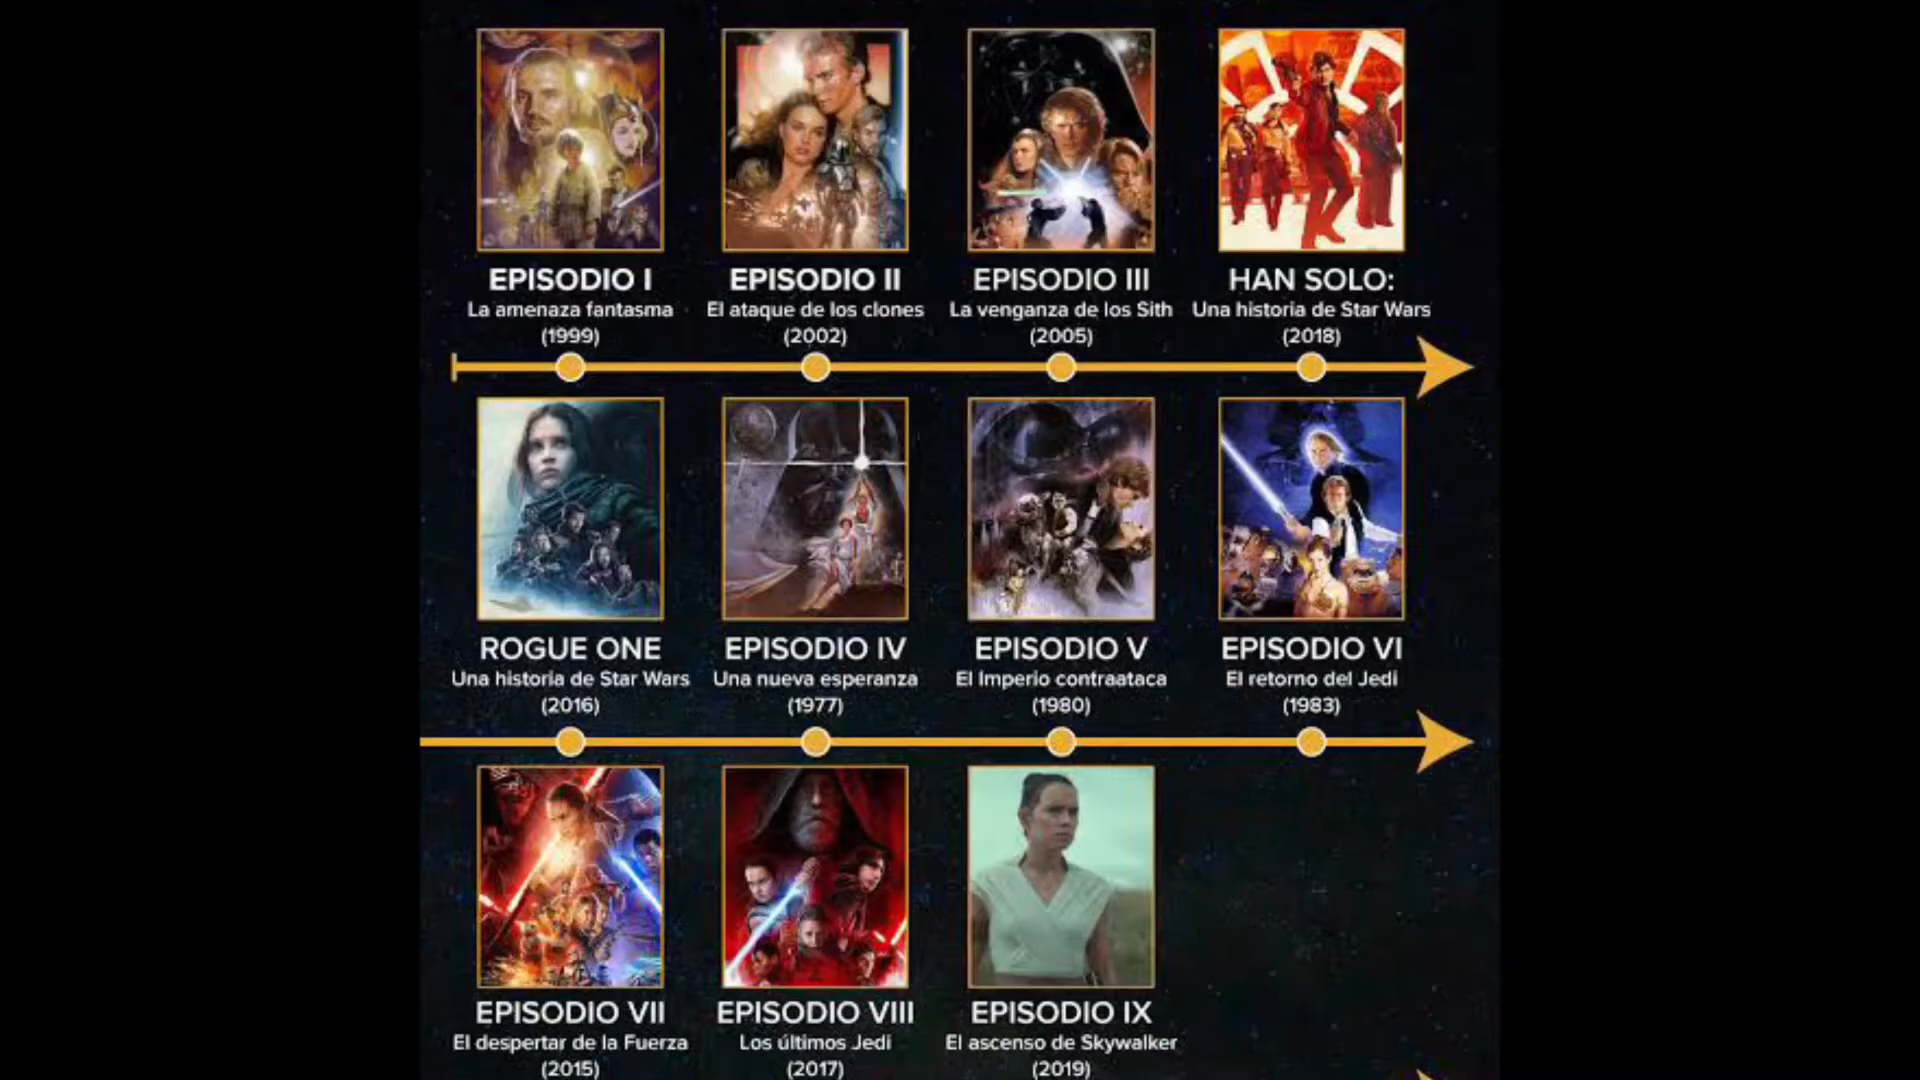 EPISODIO I
La amenaza fantasma
(1999)
EPISODIO II
El ataque de los clones
(2002)
EPISODIO III
La venganza de los Sith
(2005)
HAN SOLO:
Una historia de Star Wars
(2018)
ROGUE ONE
Una historia de Star Wars
(2016)
EPISODIO IV
Una nueva esperanza
(1977)
EPISODIO V
El Imperio contraataca
(1980)
EPISODIO VI
El retorno del Jedi
(1983)
EPISODIO VII
El despertar de la Fuerza
(2015)
EPISODIO VIII
Los últimos Jedi
(2017)
EPISODIO IX
El ascenso de Skywalker
(2019)